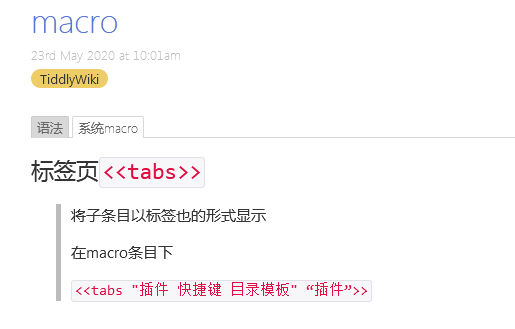 macro
23rd May 2020 at 10:01am
TiddlyWiki
语法 系统macro
标签页<<tabs>>
将子条目以标签也的形式显示
在macro条目下
<<tabs "插件 快捷键 目录模板" “插件”>>